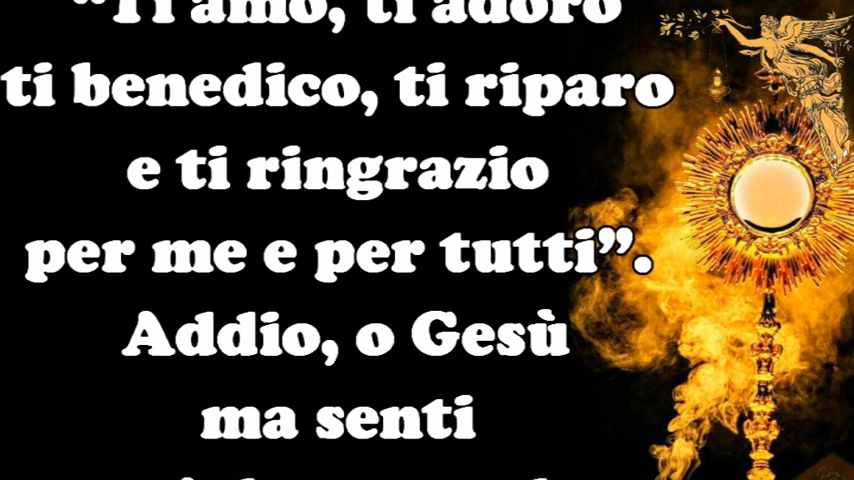 “Ti amo, ti adoro
ti benedico, ti riparo
e ti ringrazio
per me e per tutti”.
Addio, o Gesù
ma senti